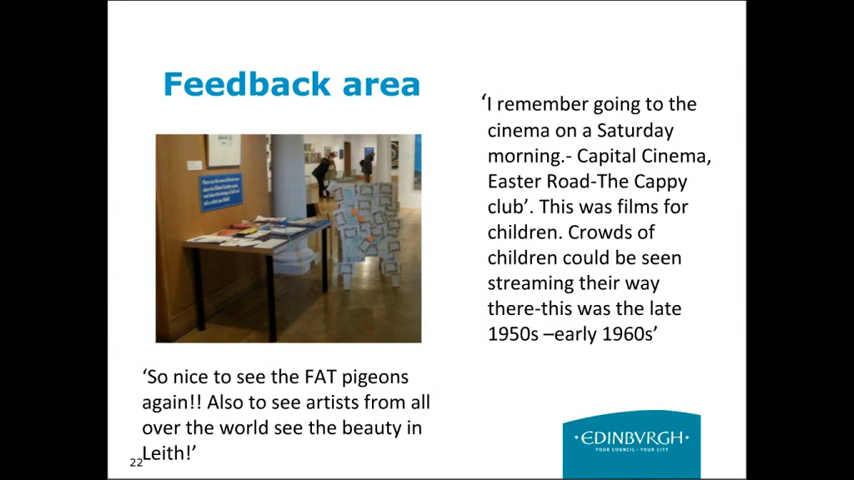 Feedback area
‘I remember going to the
cinema on a Saturday
morning.- Capital Cinema,
Easter Road-The Cappy
club’. This was films for
children. Crowds of
children could be seen
streaming their way
there-this was the late
1950s –early 1960s’
‘So nice to see the FAT pigeons
again!! Also to see artists from all
over the world see the beauty in
Leith!’
22
·EDINBVRGH·
YOUR COUNCIL - YOUR CITY